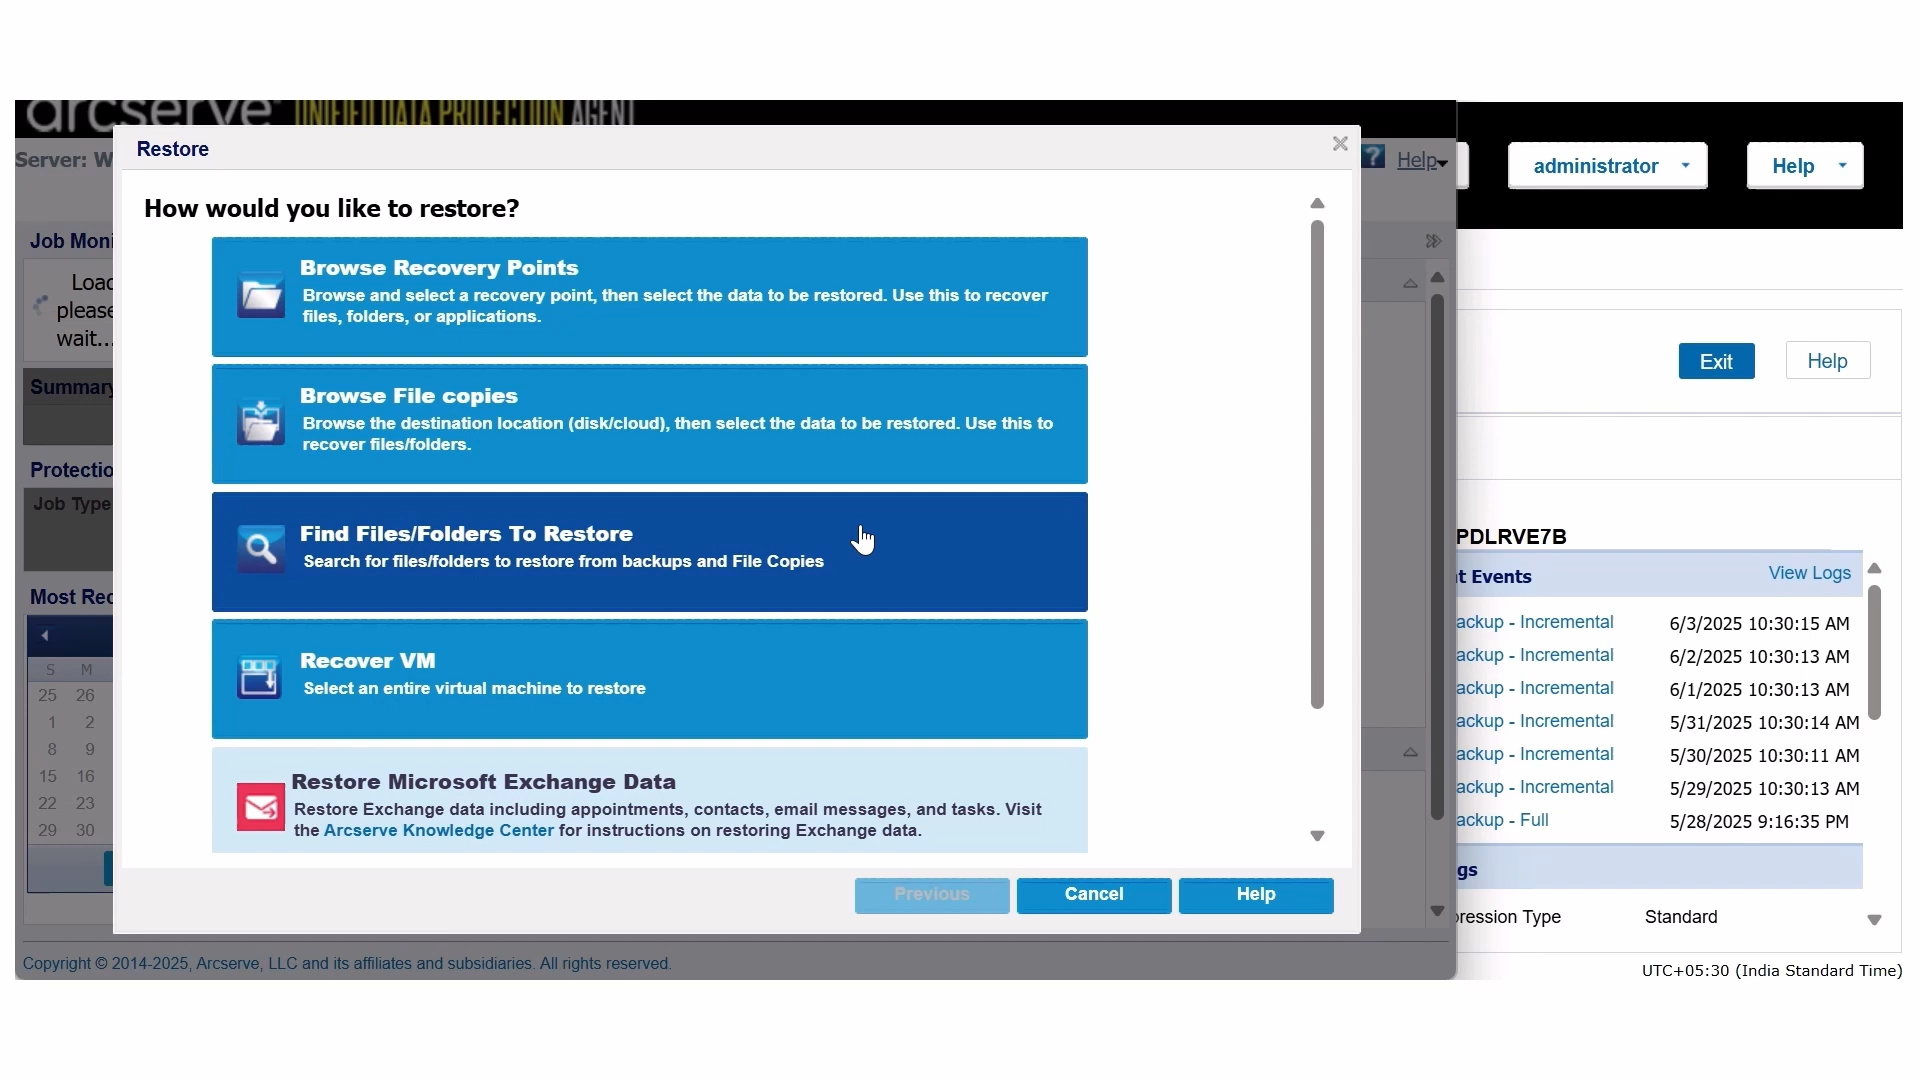 arcserve UNIFIED DATA PROTECTION AGENT
Server: W
? Help
administrator
Help
Restore
How would you like to restore?
Browse Recovery Points
Browse and select a recovery point, then select the data to be restored. Use this to recover
files, folders, or applications.
Browse File copies
Browse the destination location (disk/cloud), then select the data to be restored. Use this to
recover files/folders.
Find Files/Folders To Restore
Search for files/folders to restore from backups and File Copies
Recover VM
Select an entire virtual machine to restore
Restore Microsoft Exchange Data
Restore Exchange data including appointments, contacts, email messages, and tasks. Visit
the Arcserve Knowledge Center for instructions on restoring Exchange data.
Previous
Cancel
Help
Job Moni
Loac
please
wait...
Summary
Protectio
Job Type
Most Rec
S M
25 26
1 2
8 9
15 16
22 23
29 30
Copyright © 2014-2025, Arcserve, LLC and its affiliates and subsidiaries. All rights reserved.
Exit
Help
PDLRVE7B
t Events
View Logs
ackup - Incremental 6/3/2025 10:30:15 AM
ackup - Incremental 6/2/2025 10:30:13 AM
ackup - Incremental 6/1/2025 10:30:13 AM
ackup - Incremental 5/31/2025 10:30:14 AM
ackup - Incremental 5/30/2025 10:30:11 AM
ackup - Incremental 5/29/2025 10:30:13 AM
ackup - Full 5/28/2025 9:16:35 PM
gs
pression Type Standard
UTC+05:30 (India Standard Time)